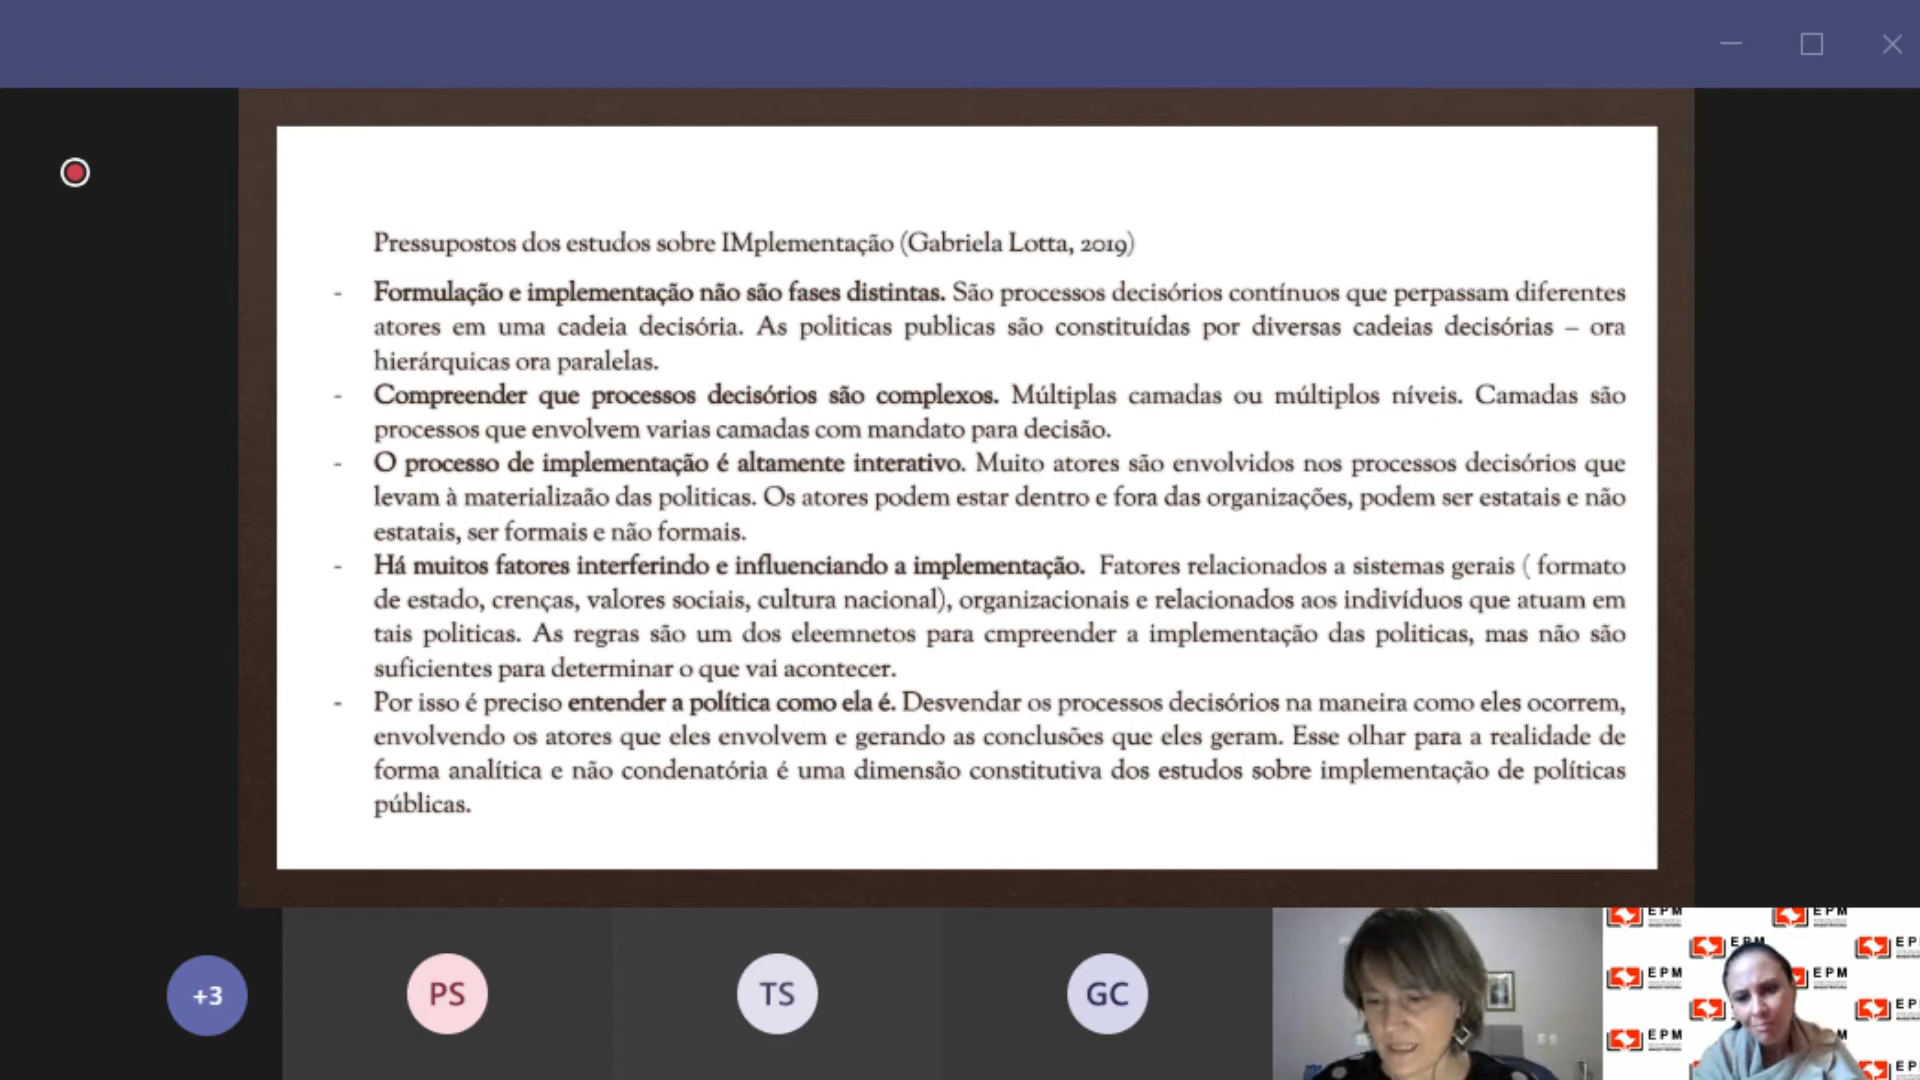 Pressupostos dos estudos sobre IMplementação (Gabriela Lotta, 2019)
- Formulação e implementação não são fases distintas. São processos decisórios contínuos que perpassam diferentes
atores em uma cadeia decisória. As politicas publicas são constituídas por diversas cadeias decisórias – ora
hierárquicas ora paralelas.
- Compreender que processos decisórios são complexos. Múltiplas camadas ou múltiplos níveis. Camadas são
processos que envolvem varias camadas com mandato para decisão.
- O processo de implementação é altamente interativo. Muito atores são envolvidos nos processos decisórios que
levam à materializaão das politicas. Os atores podem estar dentro e fora das organizações, podem ser estatais e não
estatais, ser formais e não formais.
- Há muitos fatores interferindo e influenciando a implementação. Fatores relacionados a sistemas gerais ( formato
de estado, crenças, valores sociais, cultura nacional), organizacionais e relacionados aos indivíduos que atuam em
tais politicas. As regras são um dos eleemnetos para cmpreender a implementação das politicas, mas não são
suficientes para determinar o que vai acontecer.
- Por isso é preciso entender a política como ela é. Desvendar os processos decisórios na maneira como eles ocorrem,
envolvendo os atores que eles envolvem e gerando as conclusões que eles geram. Esse olhar para a realidade de
forma analítica e não condenatória é uma dimensão constitutiva dos estudos sobre implementação de políticas
públicas.
+3
PS
TS
GC
EPM
EPM
EPM
EP
EPM
EPM
EP
EPM
EPM
EP